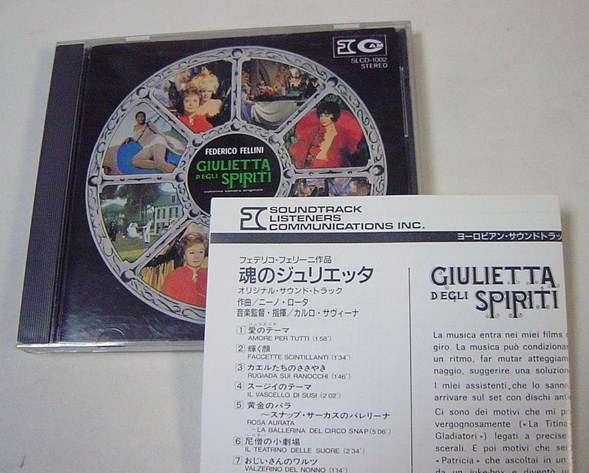 CAM
SLCD-1002
STEREO
FEDERICO FELLINI
GIULIETTA
DEGLI SPIRITI
SOUNDTRACK
LISTENERS
COMMUNICATIONS INC.
ヨーロピアン・サウンドトラッ
フェデリコ・フェリーニ作品
魂のジュリエッタ
オリジナル・サウンド・トラック
作曲/ニーノ・ロータ
音楽監督・指揮/カルロ・サヴィーナ
1 愛のテーマ
AMORE PER TUTTI (1'58")
2 輝く顔
FACCETTE SCINTILLANTI (1'34")
3 カエルたちのささやき
RUGIADA SUI RANOCCHI (1'46")
4 スージイのテーマ
IL VASCELLO DI SUSI (2'02")
5 黄金のバラ
〜スナップ・サーカスのバレリーナ
ROSA AURATA
-LA BALLERINA DEL CIRCO SNAP (5'06"
6 尼僧の小劇場
IL TEATRINO DELLE SUORE (2'34")
7 おじいさんのワルツ
VALZERINO DEL NONNO (1'14")
GIULIETTA
DEGLI SPIRITI
La musica entra nei miei films
giro. La musica può condizionar
un ritmo, far mutar atteggiam
naggio, suggerire una soluzion
I miei assistenti, che lo sanno
arrivare sul set con dischi ant
Ci sono dei motivi che mi p
vergognosamente (« La Titina
Gladiatori ») legati a precise
scerali. E poi motivi che ser
« Patricia » che ascoltai in un
da un juke-box e diventò u